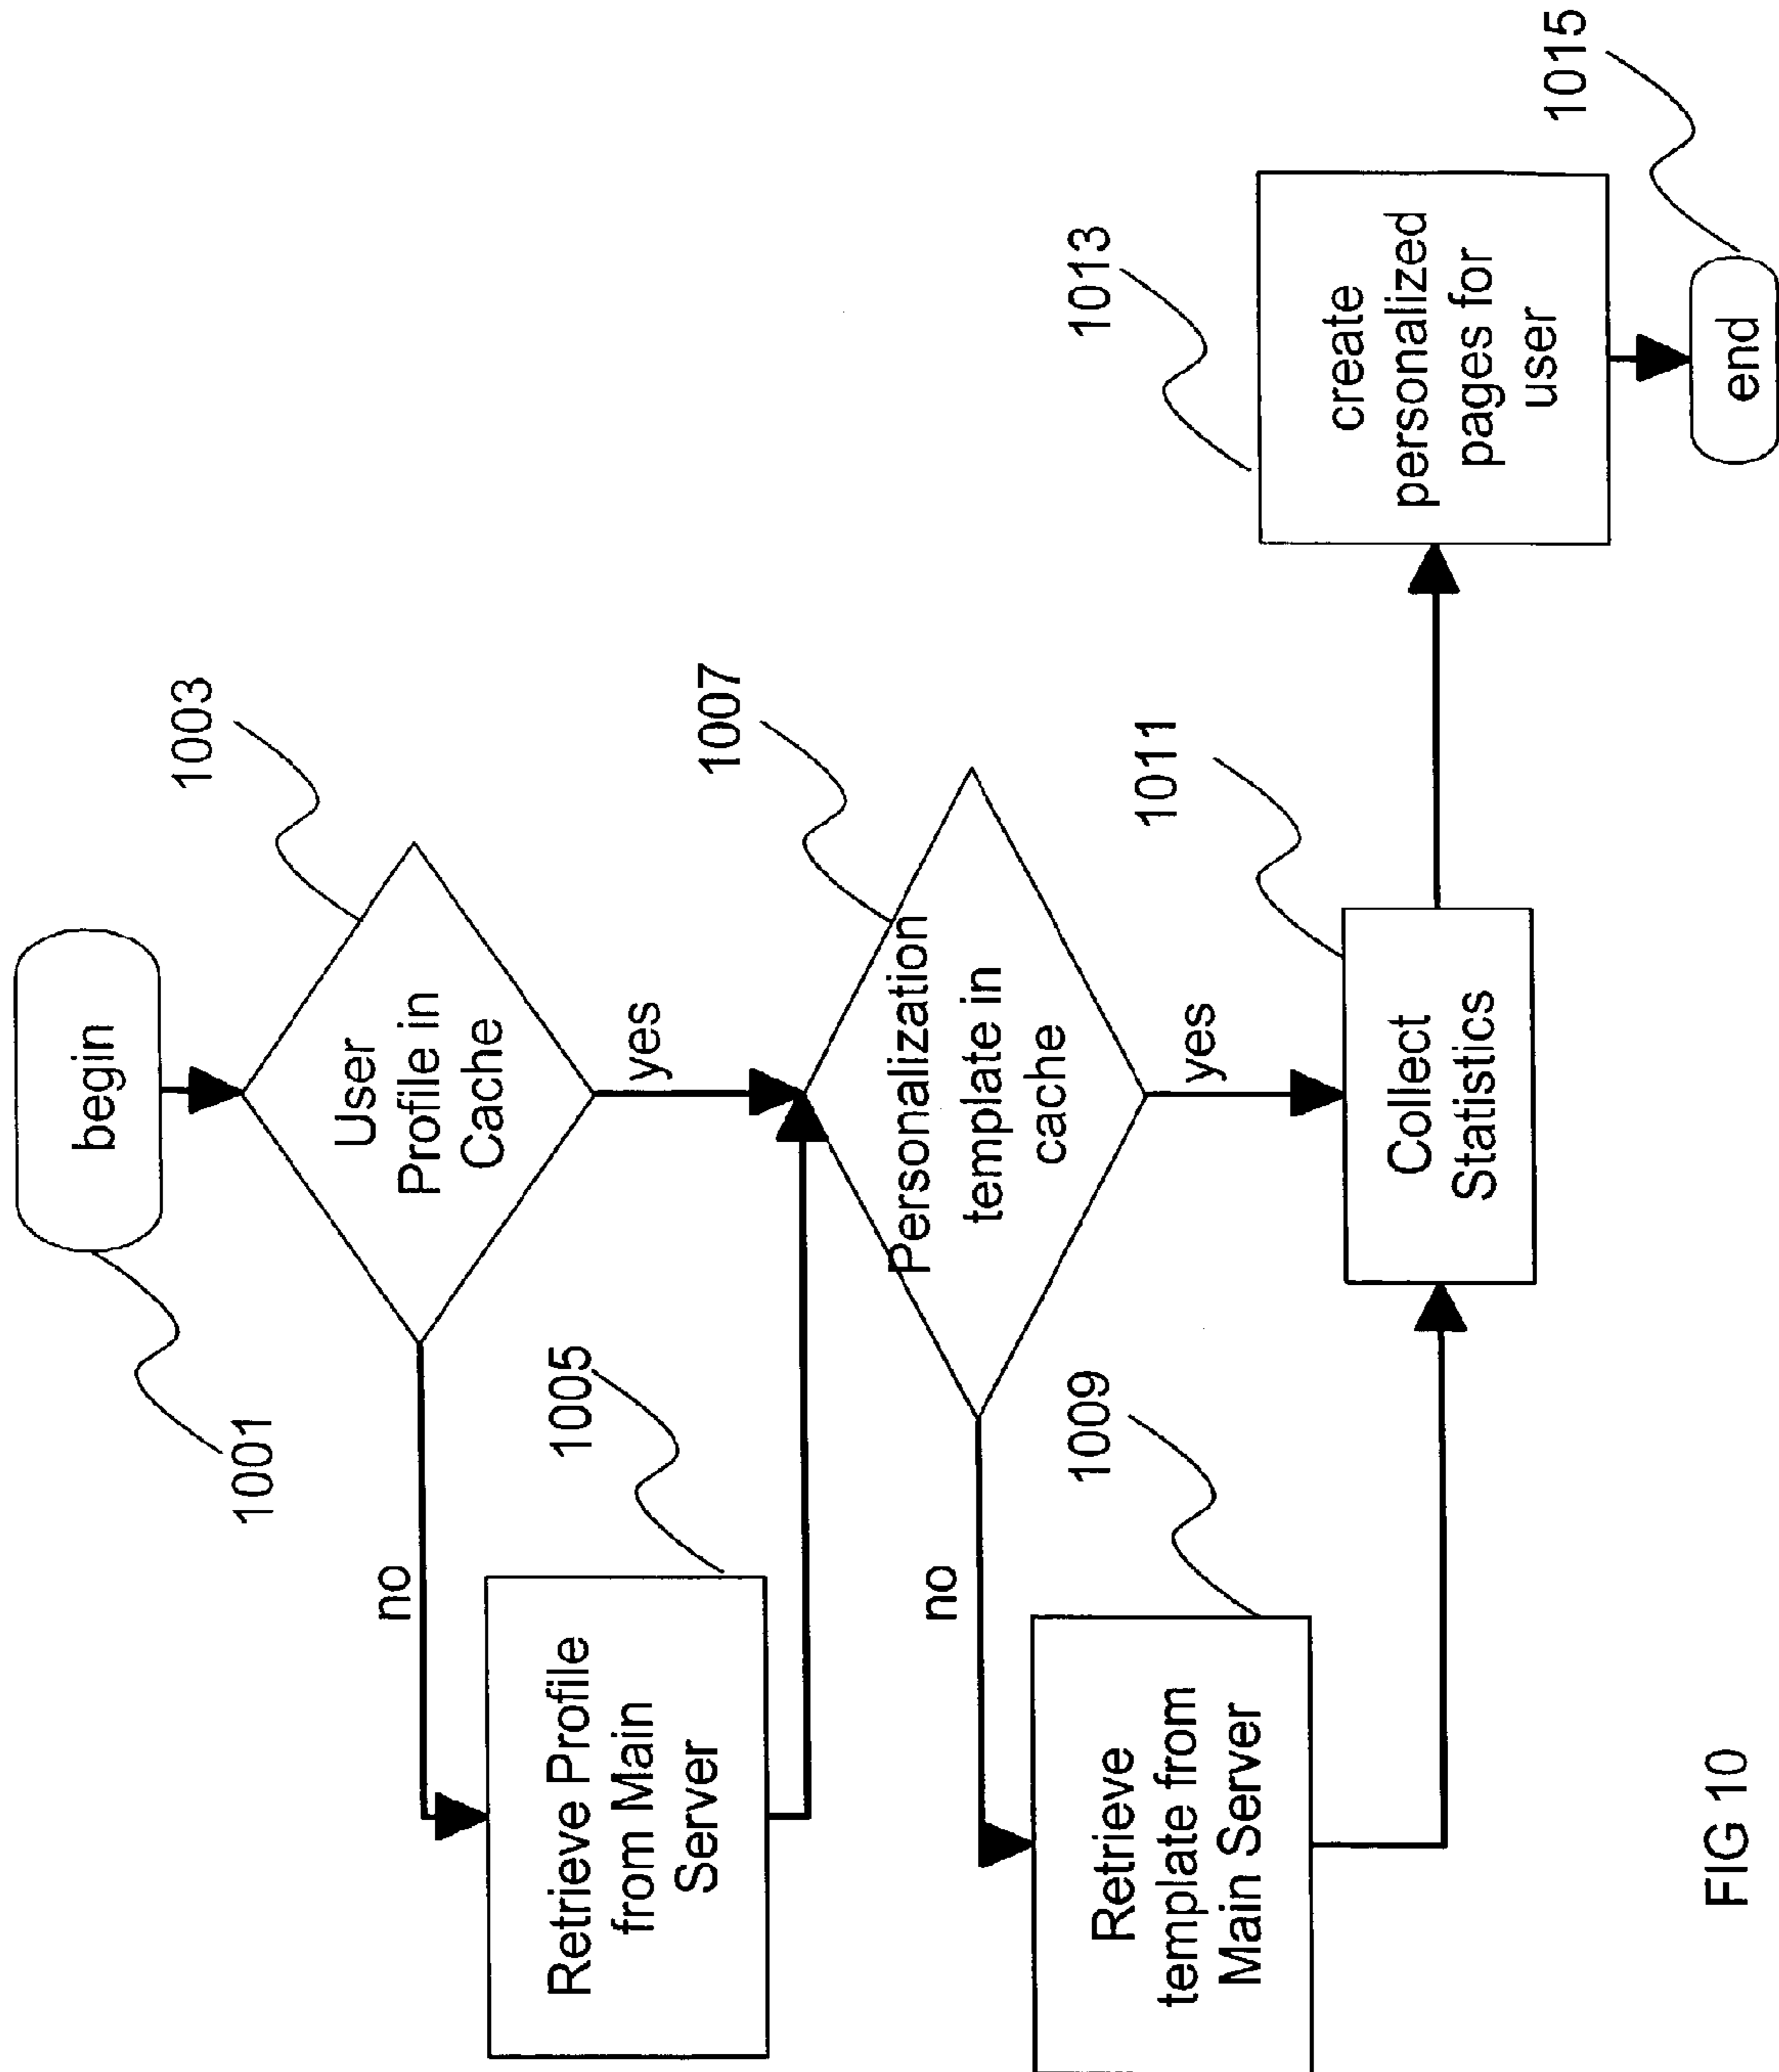 begin
1001
1003
User
Profile in
Cache
no
yes
1005
Retrieve Profile
from Main
Server
1007
Personalization
template in
cache
no
yes
1009
Retrieve
template from
Main Server
1011
Collect
Statistics
1013
create
personalized
pages for
user
1015
end
FIG 10